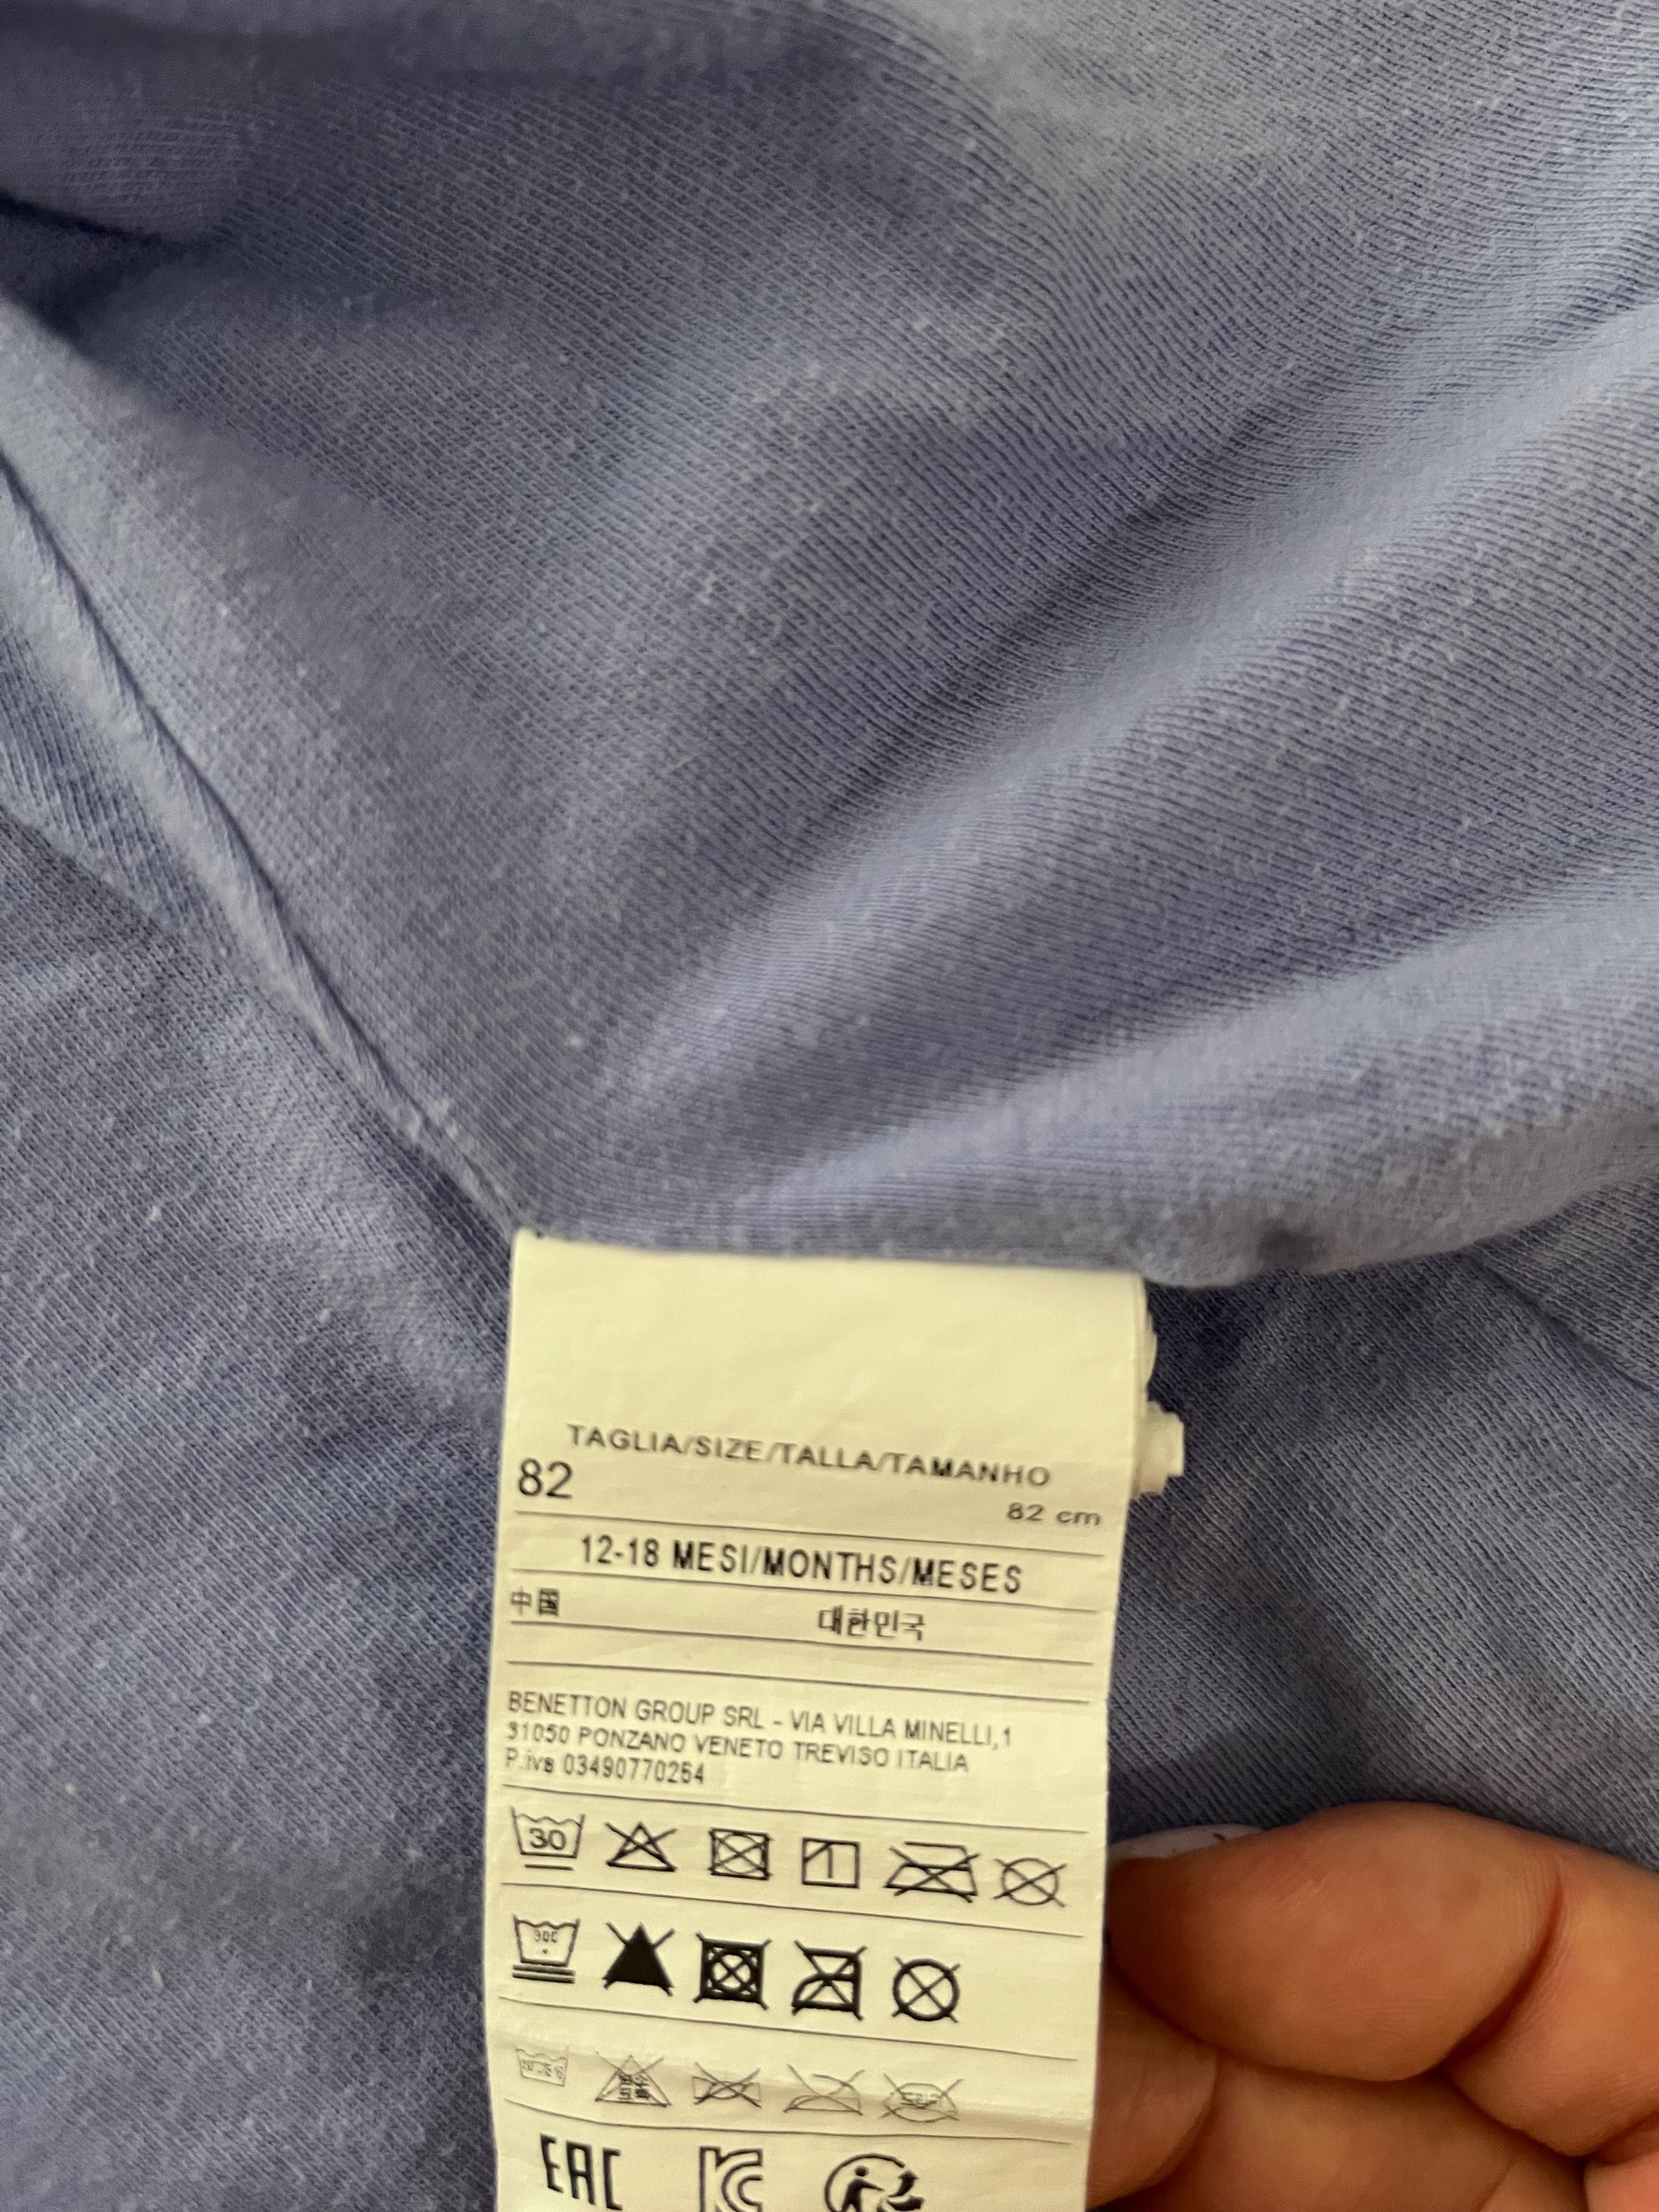 TAGLIA/SIZE/TALLA/TAMANHO
82
82 cm
12-18 MESI/MONTHS/MESES
中国 대한민국
BENETTON GROUP SRL - VIA VILLA MINELLI,1
31050 PONZANO VENETO TREVISO ITALIA
P.iva 03490770264
30
EAC